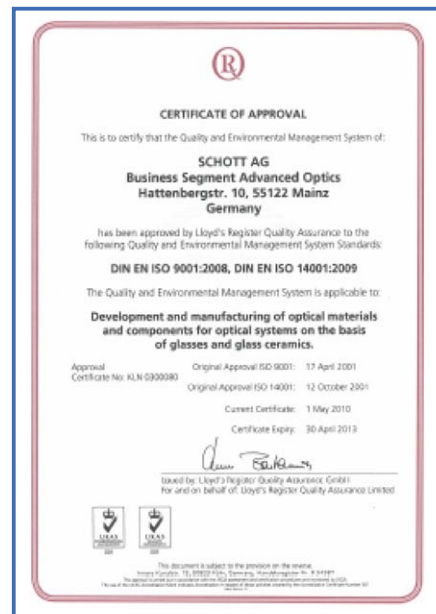 CERTIFICATE OF APPROVAL
This is to certify that the Quality and Environmental Management System of:
SCHOTT AG
Business Segment Advanced Optics
Hattenbergstr. 10, 55122 Mainz
Germany
has been approved by Lloyd's Register Quality Assurance to the
following Quality and Environmental Management System Standards:
DIN EN ISO 9001:2008, DIN EN ISO 14001:2009
The Quality and Environmental Management System is applicable to:
Development and manufacturing of optical materials
and components for optical systems on the basis
of glasses and glass ceramics.
Approval
Certificate No: KLN 0300080
Original Approval ISO 9001: 17 April 2001
Original Approval ISO 14001: 12 October 2001
Current Certificate: 1 May 2010
Certificate Expiry: 30 April 2013
Issued by: Lloyd's Register Quality Assurance GmbH
For and on behalf of: Lloyd's Register Quality Assurance Limited
UKAS
UKAS
This document is subject to the provision on the reverse